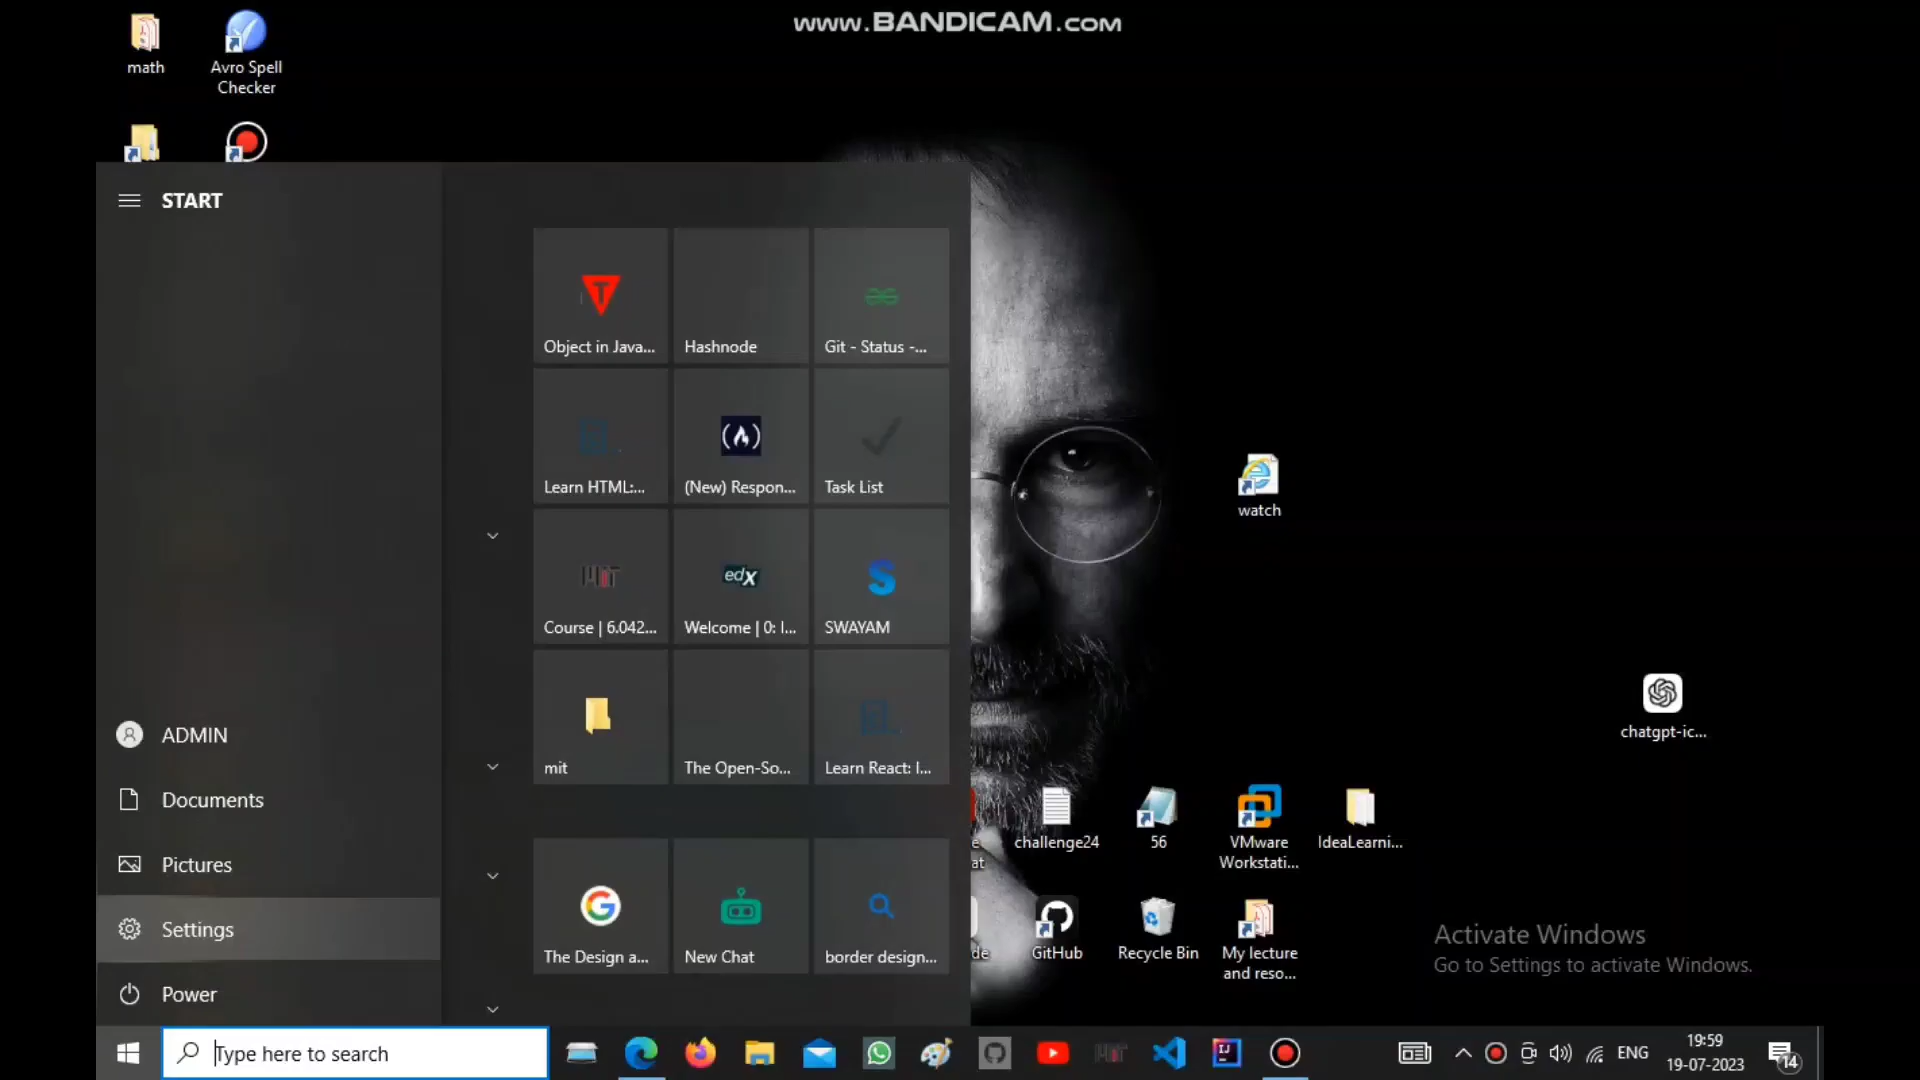 www.BANDICAM.com
math
Avro Spell
Checker
START
Object in Java...
Hashnode
Git - Status -...
Learn HTML:...
(New) Respon...
Task List
MIT
edX
Course | 6.042...
Welcome | 0: I...
SWAYAM
mit
The Open-So...
Learn React: I...
The Design a...
New Chat
border design...
ADMIN
Documents
Pictures
Settings
Power
watch
chatgpt-ic...
challenge24
56
VMware
Workstati...
IdeaLearni...
GitHub
Recycle Bin
My lecture
and reso...
Activate Windows
Go to Settings to activate Windows.
Type here to search
ENG
19:59
19-07-2023
14